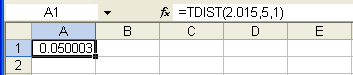 A1 fx =TDIST(2.015,5,1)
A B C D E
1 0.050003
2